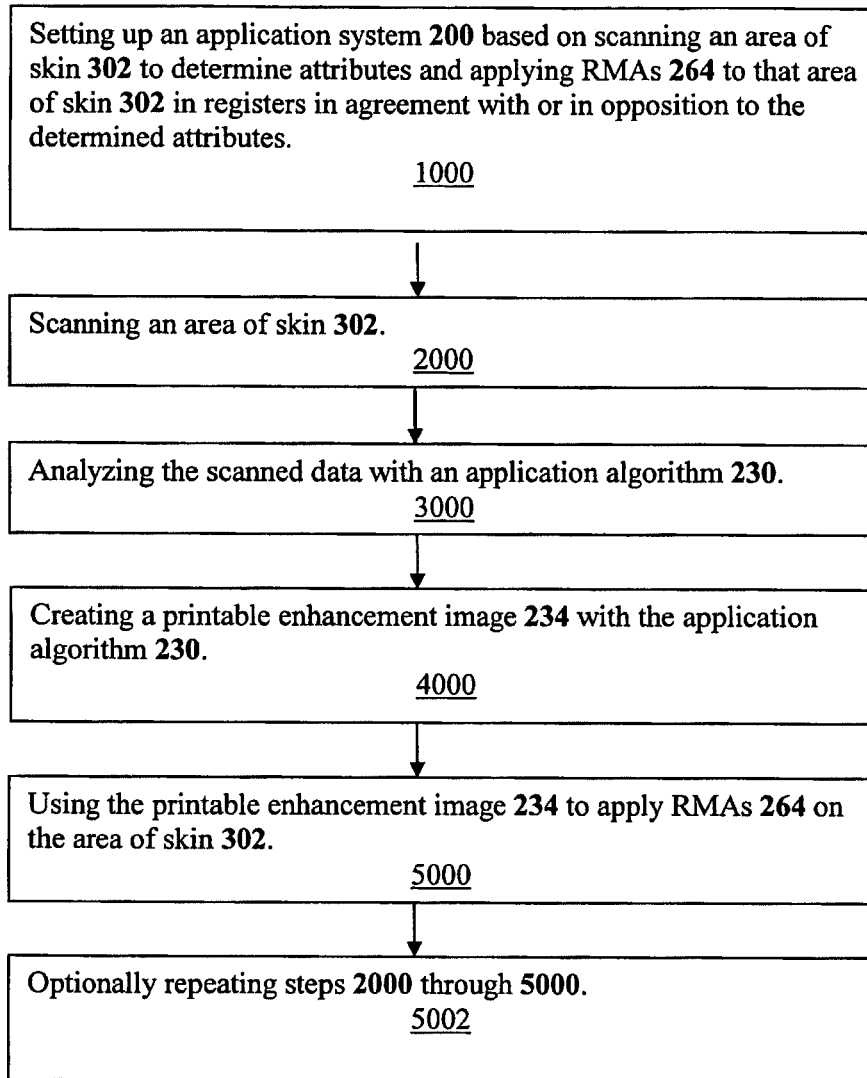 Setting up an application system 200 based on scanning an area of
skin 302 to determine attributes and applying RMAs 264 to that area
of skin 302 in registers in agreement with or in opposition to the
determined attributes.
1000
Scanning an area of skin 302.
2000
Analyzing the scanned data with an application algorithm 230.
3000
Creating a printable enhancement image 234 with the application
algorithm 230.
4000
Using the printable enhancement image 234 to apply RMAs 264 on
the area of skin 302.
5000
Optionally repeating steps 2000 through 5000.
5002